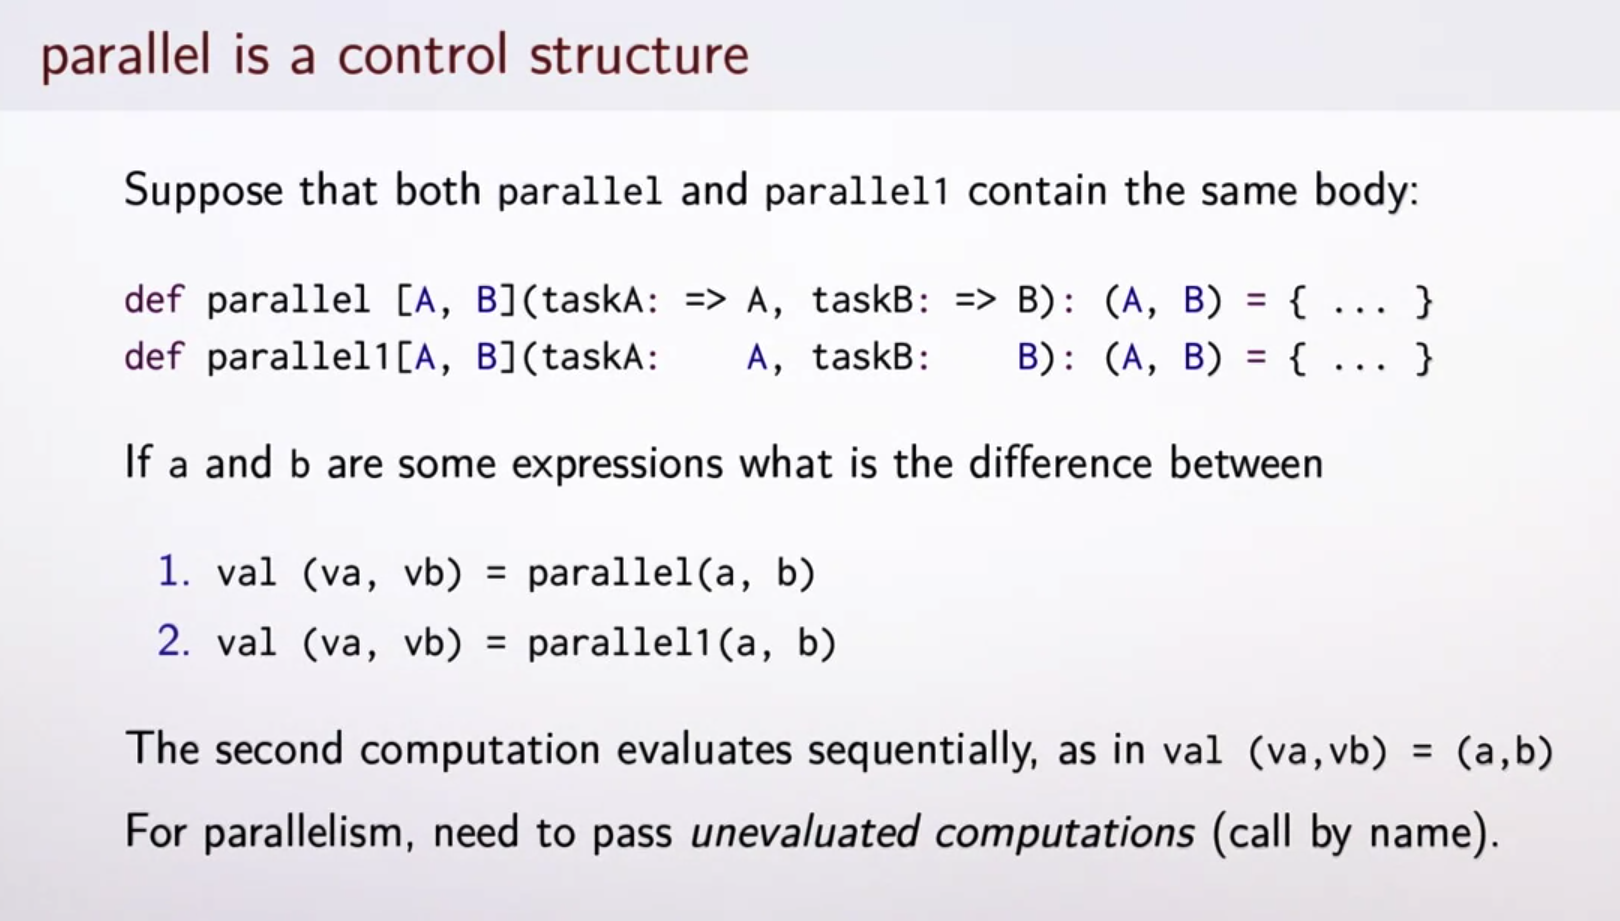 parallel is a control structure
Suppose that both parallel and parallel1 contain the same body:
def parallel [A, B](taskA: => A, taskB: => B): (A, B) = { ... }
def parallel1[A, B](taskA:    A, taskB:    B): (A, B) = { ... }
If a and b are some expressions what is the difference between
1. val (va, vb) = parallel(a, b)
2. val (va, vb) = parallel1(a, b)
The second computation evaluates sequentially, as in val (va,vb) = (a,b)
For parallelism, need to pass unevaluated computations (call by name).